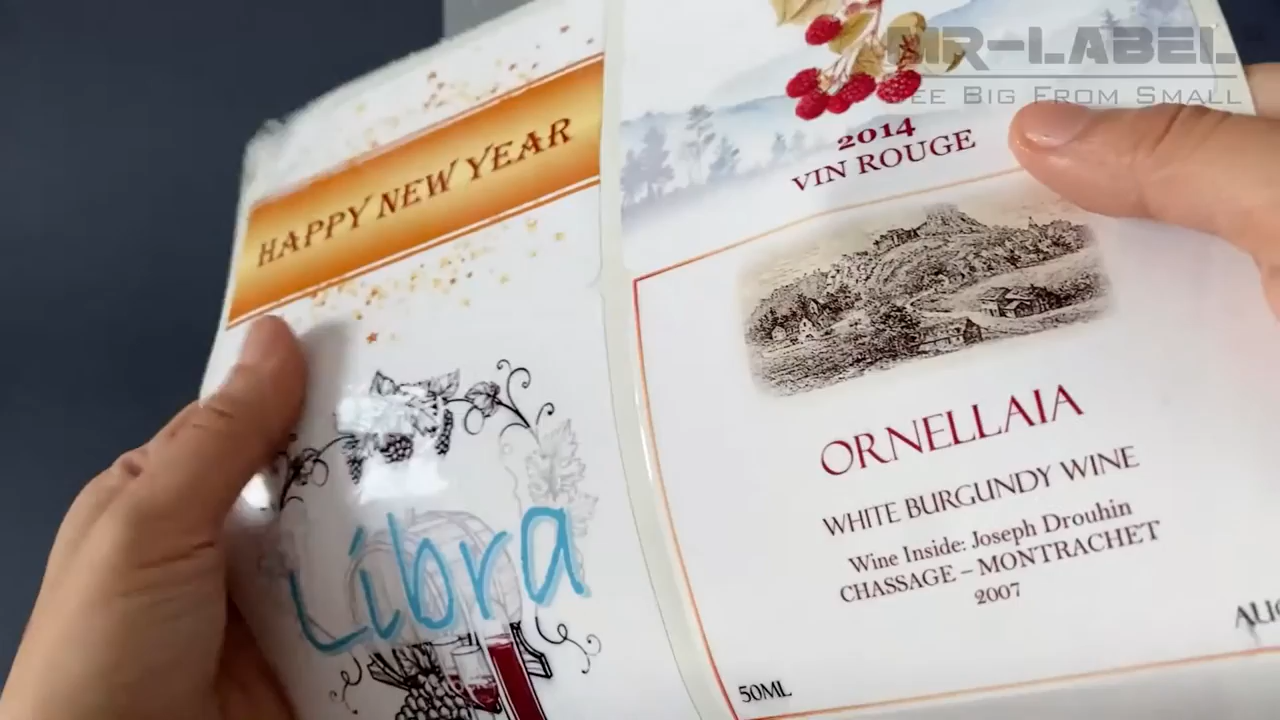 MR-LABEL
SEE BIG FROM SMALL
HAPPY NEW YEAR
Libra
2014
VIN ROUGE
ORNELLAIA
WHITE BURGUNDY WINE
Wine Inside: Joseph Drouhin
CHASSAGE – MONTRACHET
2007
50ML